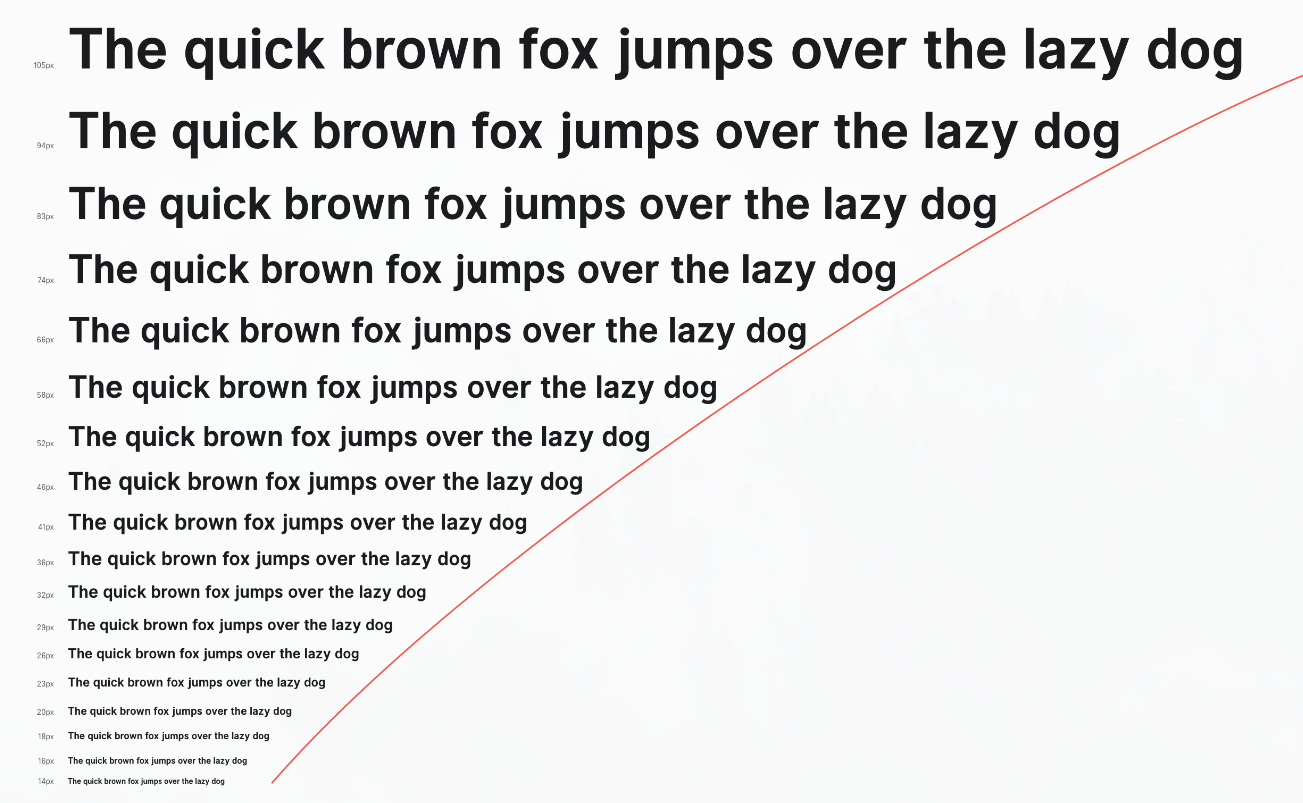 105px The quick brown fox jumps over the lazy dog
94px The quick brown fox jumps over the lazy dog
83px The quick brown fox jumps over the lazy dog
74px The quick brown fox jumps over the lazy dog
66px The quick brown fox jumps over the lazy dog
58px The quick brown fox jumps over the lazy dog
52px The quick brown fox jumps over the lazy dog
46px The quick brown fox jumps over the lazy dog
41px The quick brown fox jumps over the lazy dog
36px The quick brown fox jumps over the lazy dog
32px The quick brown fox jumps over the lazy dog
29px The quick brown fox jumps over the lazy dog
26px The quick brown fox jumps over the lazy dog
23px The quick brown fox jumps over the lazy dog
20px The quick brown fox jumps over the lazy dog
18px The quick brown fox jumps over the lazy dog
16px The quick brown fox jumps over the lazy dog
14px The quick brown fox jumps over the lazy dog